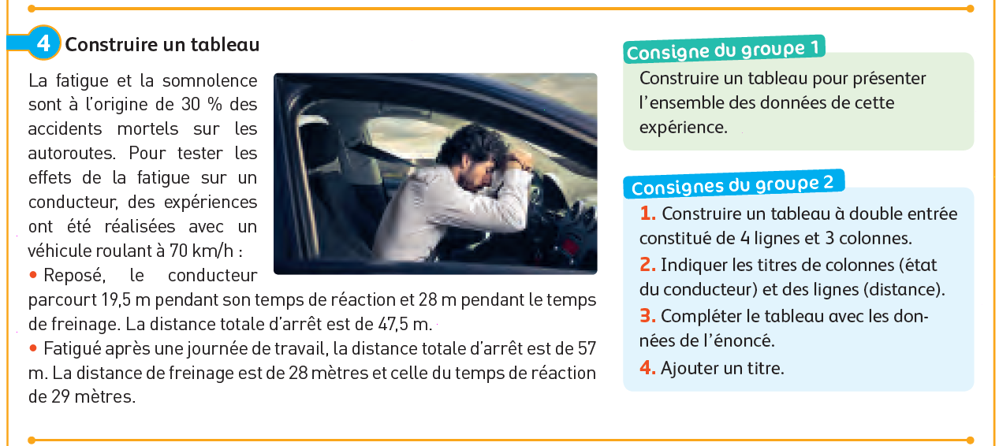 4 Construire un tableau
La fatigue et la somnolence
sont à l'origine de 30 % des
accidents mortels sur les
autoroutes. Pour tester les
effets de la fatigue sur un
conducteur, des expériences
ont été réalisées avec un
véhicule roulant à 70 km/h :
• Reposé, le conducteur
parcourt 19,5 m pendant son temps de réaction et 28 m pendant le temps
de freinage. La distance totale d'arrêt est de 47,5 m.
• Fatigué après une journée de travail, la distance totale d'arrêt est de 57
m. La distance de freinage est de 28 mètres et celle du temps de réaction
de 29 mètres.
Consigne du groupe 1
Construire un tableau pour présenter
l'ensemble des données de cette
expérience.
Consignes du groupe 2
1. Construire un tableau à double entrée
constitué de 4 lignes et 3 colonnes.
2. Indiquer les titres de colonnes (état
du conducteur) et des lignes (distance).
3. Compléter le tableau avec les don-
nées de l'énoncé.
4. Ajouter un titre.